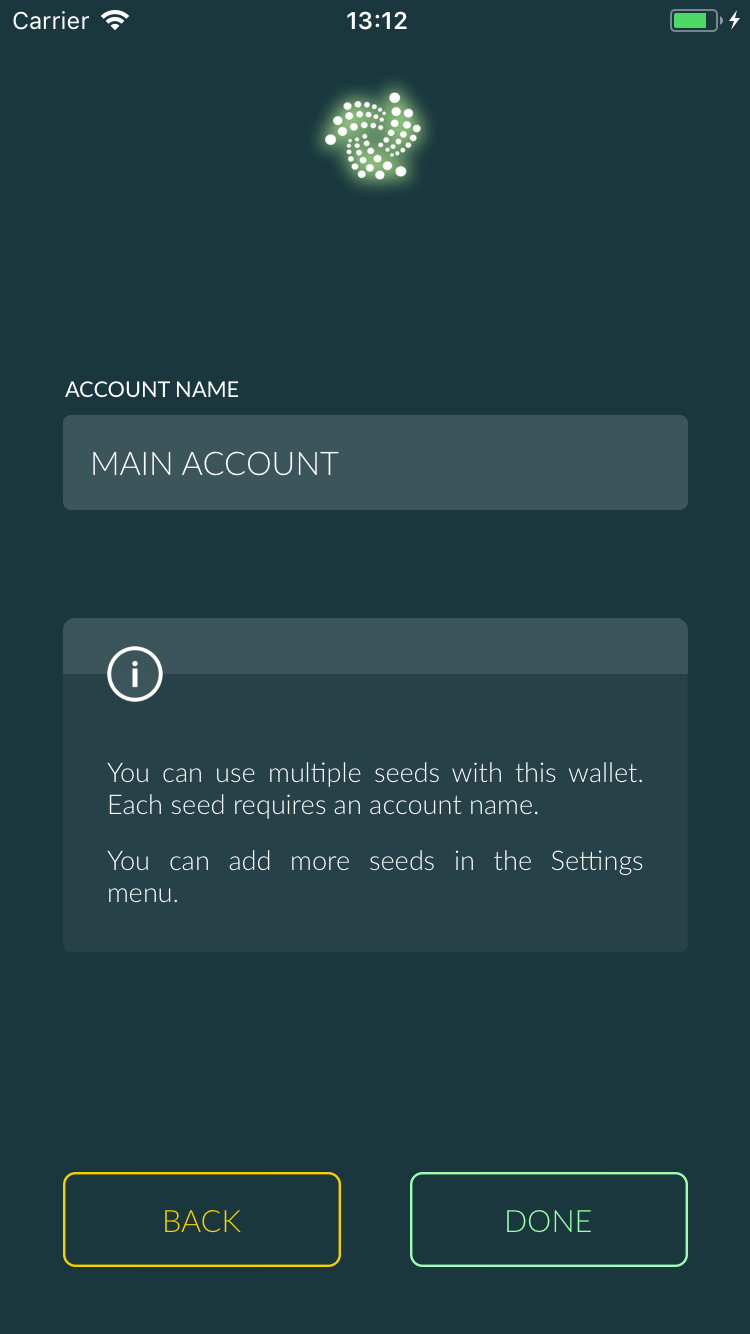 Carrier 13:12
ACCOUNT NAME
MAIN ACCOUNT
You can use multiple seeds with this wallet.
Each seed requires an account name.
You can add more seeds in the Settings
menu.
BACK DONE